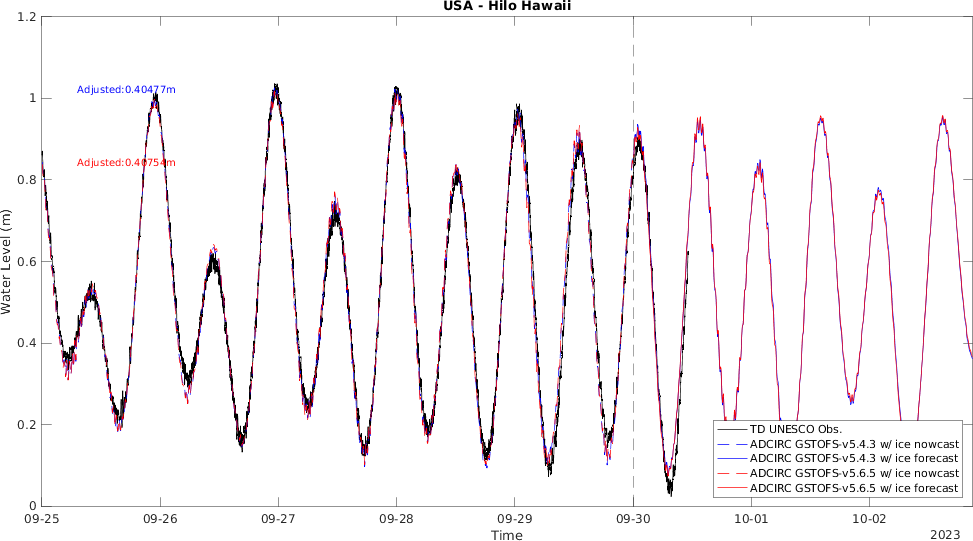 USA - Hilo Hawaii
Water Level (m)
1.2
1
0.8
0.6
0.4
0.2
0
Adjusted:0.40477m
Adjusted:0.40754m
TD UNESCO Obs.
ADCIRC GSTOFS-v5.4.3 w/ ice nowcast
ADCIRC GSTOFS-v5.4.3 w/ ice forecast
ADCIRC GSTOFS-v5.6.5 w/ ice nowcast
ADCIRC GSTOFS-v5.6.5 w/ ice forecast
09-25 09-26 09-27 09-28 09-29 09-30 10-01 10-02
Time
2023